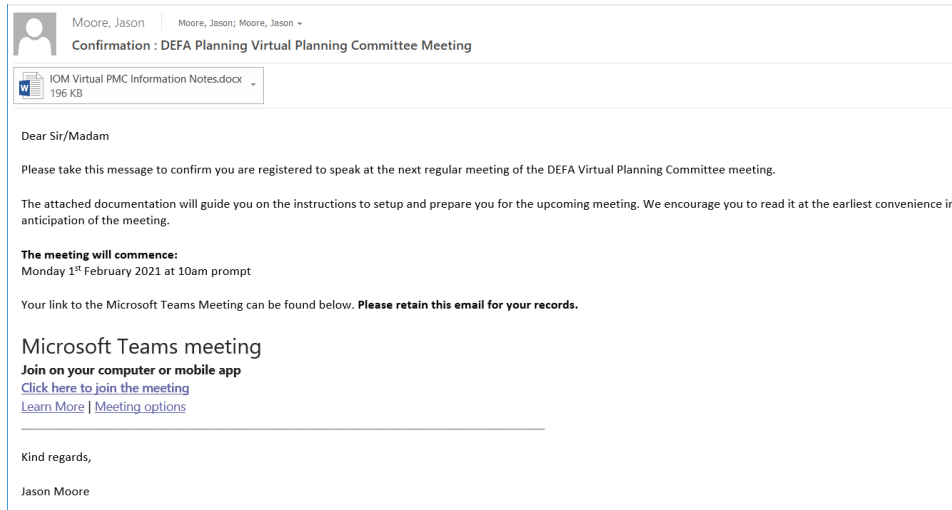 Moore, Jason Moore, Jason; Moore, Jason
Confirmation : DEFA Planning Virtual Planning Committee Meeting
IOM Virtual PMC Information Notes.docx
196 KB
Dear Sir/Madam
Please take this message to confirm you are registered to speak at the next regular meeting of the DEFA Virtual Planning Committee meeting.
The attached documentation will guide you on the instructions to setup and prepare you for the upcoming meeting. We encourage you to read it at the earliest convenience in
anticipation of the meeting.
The meeting will commence:
Monday 1st February 2021 at 10am prompt
Your link to the Microsoft Teams Meeting can be found below. Please retain this email for your records.
Microsoft Teams meeting
Join on your computer or mobile app
Click here to join the meeting
Learn More | Meeting options
Kind regards,
Jason Moore